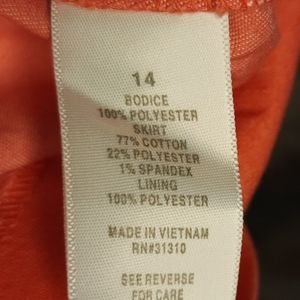 14
BODICE
100% POLYESTER
SKIRT
77% COTTON
22% POLYESTER
1% SPANDEX
LINING
100% POLYESTER
MADE IN VIETNAM
RN#31310
SEE REVERSE
FOR CARE